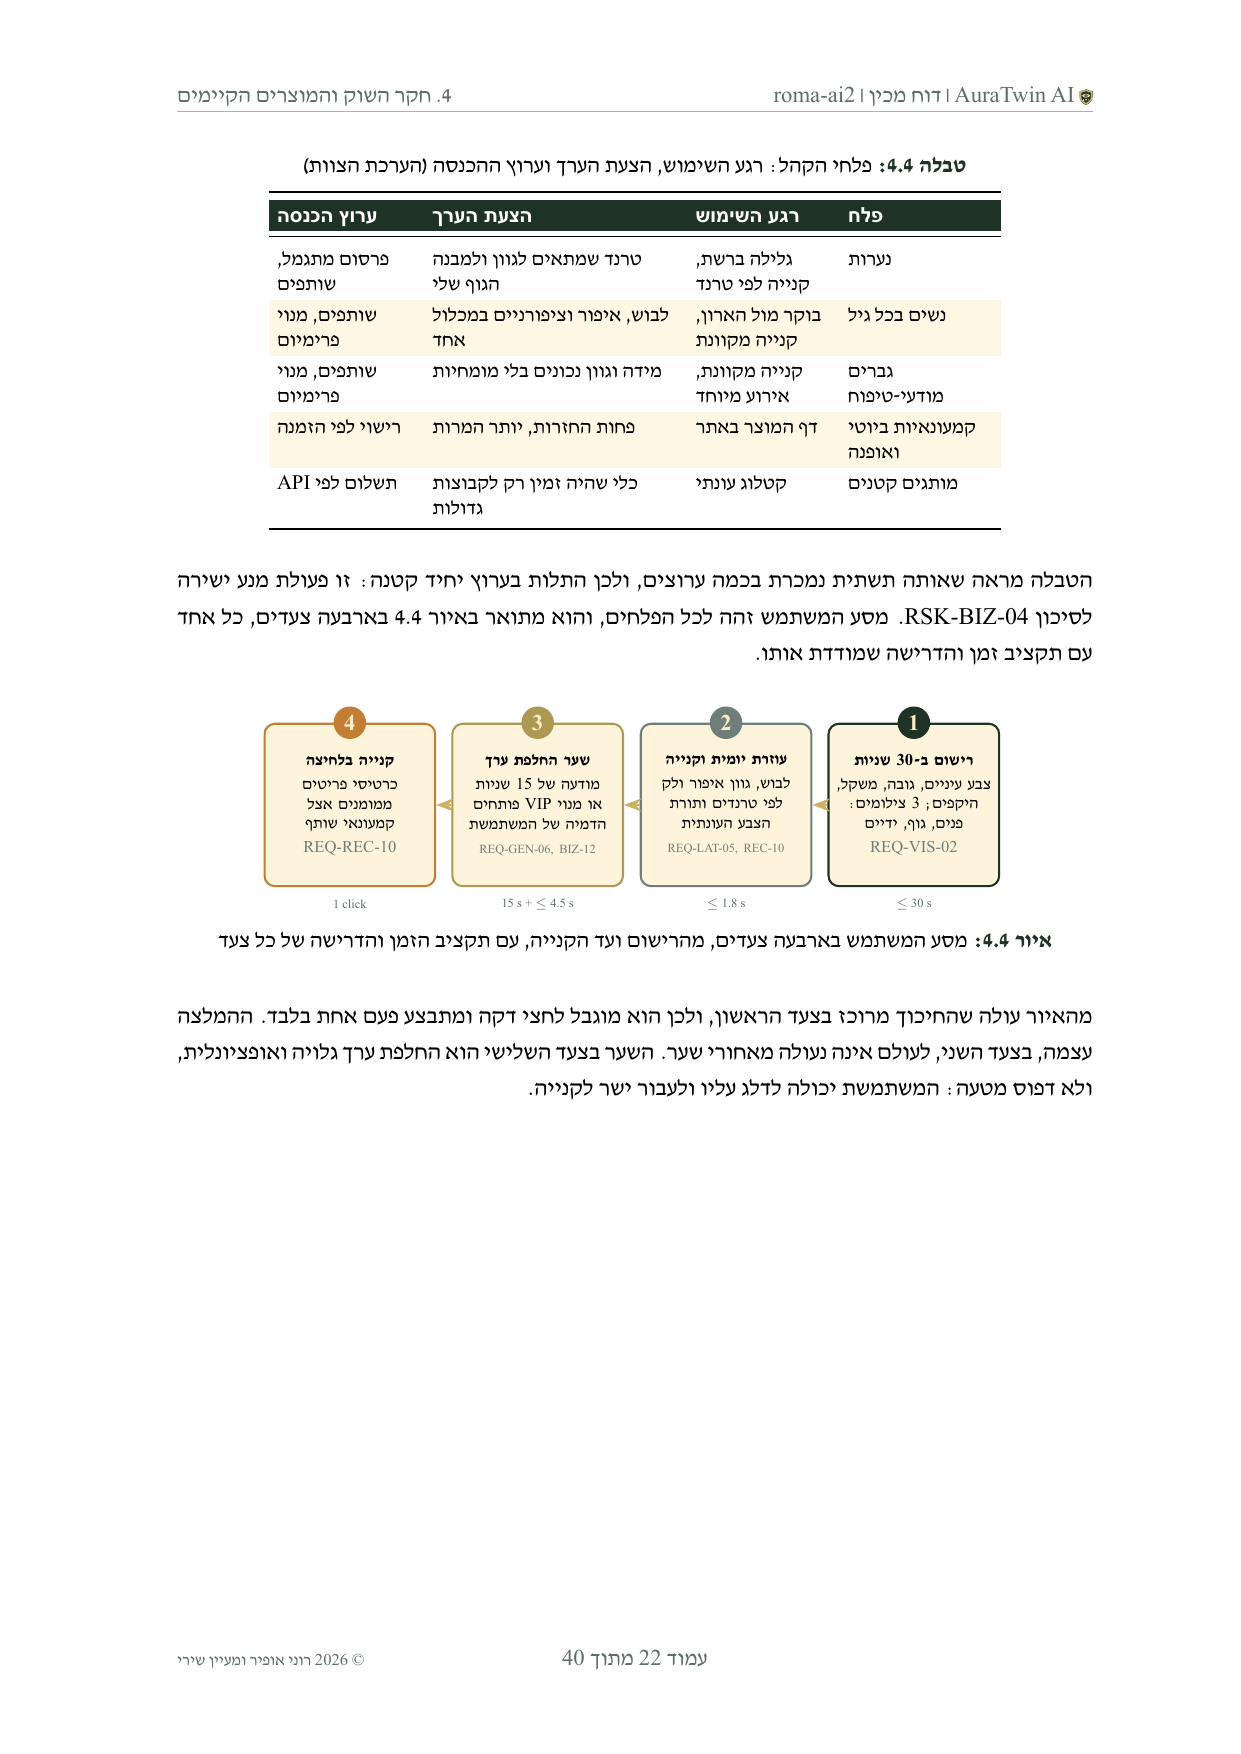 AuraTwin AI | דוח מכין | roma-ai2
4. חקר השוק והמוצרים הקיימים
טבלה 4.4: פלחי הקהל: רגע השימוש, הצעת הערך וערוץ ההכנסה (הערכת הצוות)
פלח רגע השימוש הצעת הערך ערוץ הכנסה
נערות גלילה ברשת, טרנד שמתאים לגוון ולמבנה פרסום מתגמל,
קנייה לפי טרנד הגוף שלי שותפים
נשים בכל גיל בוקר מול הארון, לבוש, איפור וציפורניים במכלול שותפים, מנוי
קנייה מקוונת אחד פרימיום
גברים קנייה מקוונת, מידה וגוון נכונים בלי מומחיות שותפים, מנוי
מודעי-טיפוח אירוע מיוחד פרימיום
קמעונאיות ביוטי דף המוצר באתר פחות החזרות, יותר המרות רישוי לפי הזמנה
ואופנה
מותגים קטנים קטלוג עונתי כלי שהיה זמין רק לקבוצות תשלום לפי API
גדולות
הטבלה מראה שאותה תשתית נמכרת בכמה ערוצים, ולכן התלות בערוץ יחיד קטנה: זו פעולת מנע ישירה
לסיכון RSK-BIZ-04. מסע המשתמש זהה לכל הפלחים, והוא מתואר באיור 4.4 בארבעה צעדים, כל אחד
עם תקציב זמן והדרישה שמודדת אותו.
1
רישום ב-30 שניות
צבע עיניים, גובה, משקל,
היקפים; 3 צילומים:
פנים, גוף, ידיים
REQ-VIS-02
≤ 30 s
2
עוזרת יומית וקנייה
לבוש, גוון איפור ולק
לפי טרנדים ותורת
הצבע העונתית
REQ-LAT-05, REC-10
≤ 1.8 s
3
שער החלפת ערך
מודעה של 15 שניות
או מנוי VIP פותחים
הדמיה של המשתמשת
REQ-GEN-06, BIZ-12
15 s + ≤ 4.5 s
4
קנייה בלחיצה
כרטיסי פריטים
ממומנים אצל
קמעונאי שותף
REQ-REC-10
1 click
איור 4.4: מסע המשתמש בארבעה צעדים, מהרישום ועד הקנייה, עם תקציב הזמן והדרישה של כל צעד
מהאיור עולה שהחיכוך מרוכז בצעד הראשון, ולכן הוא מוגבל לחצי דקה ומתבצע פעם אחת בלבד. ההמלצה
עצמה, בצעד השני, לעולם אינה נעולה מאחורי שער. השער בצעד השלישי הוא החלפת ערך גלויה ואופציונלית,
ולא דפוס מטעה: המשתמשת יכולה לדלג עליו ולעבור ישר לקנייה.
עמוד 22 מתוך 40
© 2026 רוני אופיר ומעיין שירי